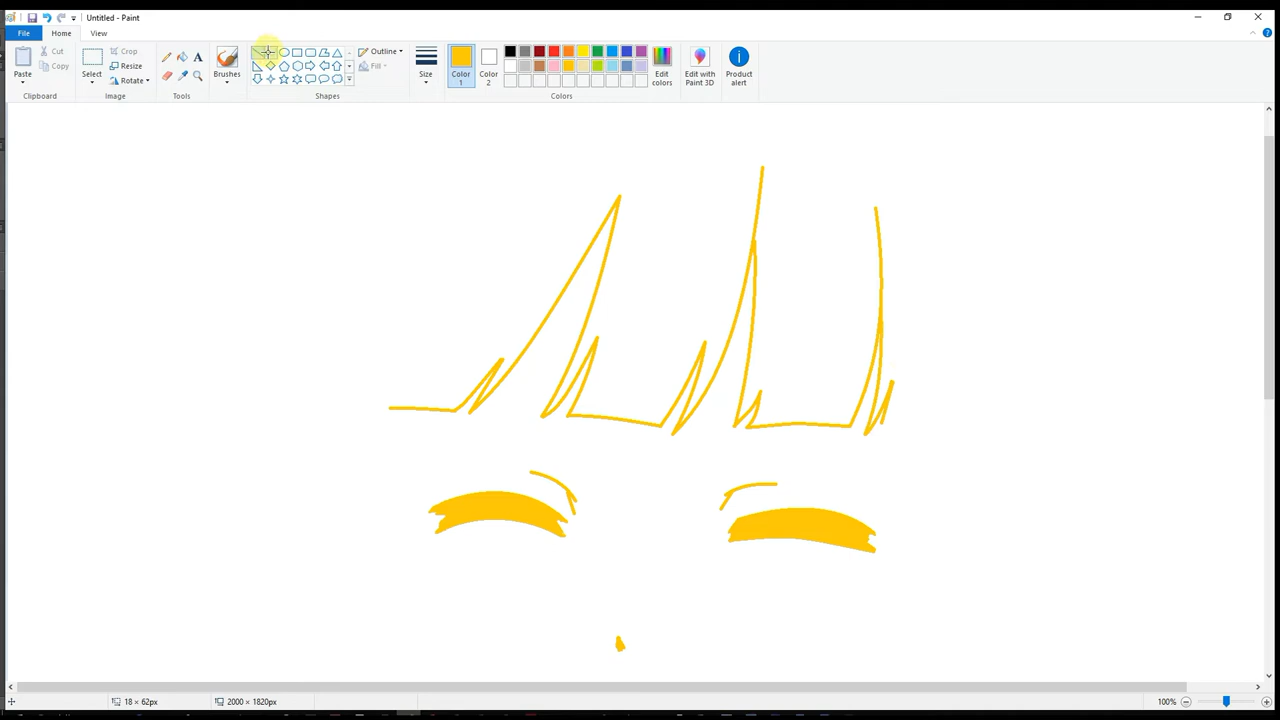 Untitled - Paint
File Home View
Paste
Cut
Copy
Clipboard
Select
Crop
Resize
Rotate
Image
Tools
Brushes
Shapes
Outline
Fill
Size
Color 1
Color 2
Edit colors
Colors
Edit with Paint 3D
Product alert
18 × 62px
2000 × 1820px
100%